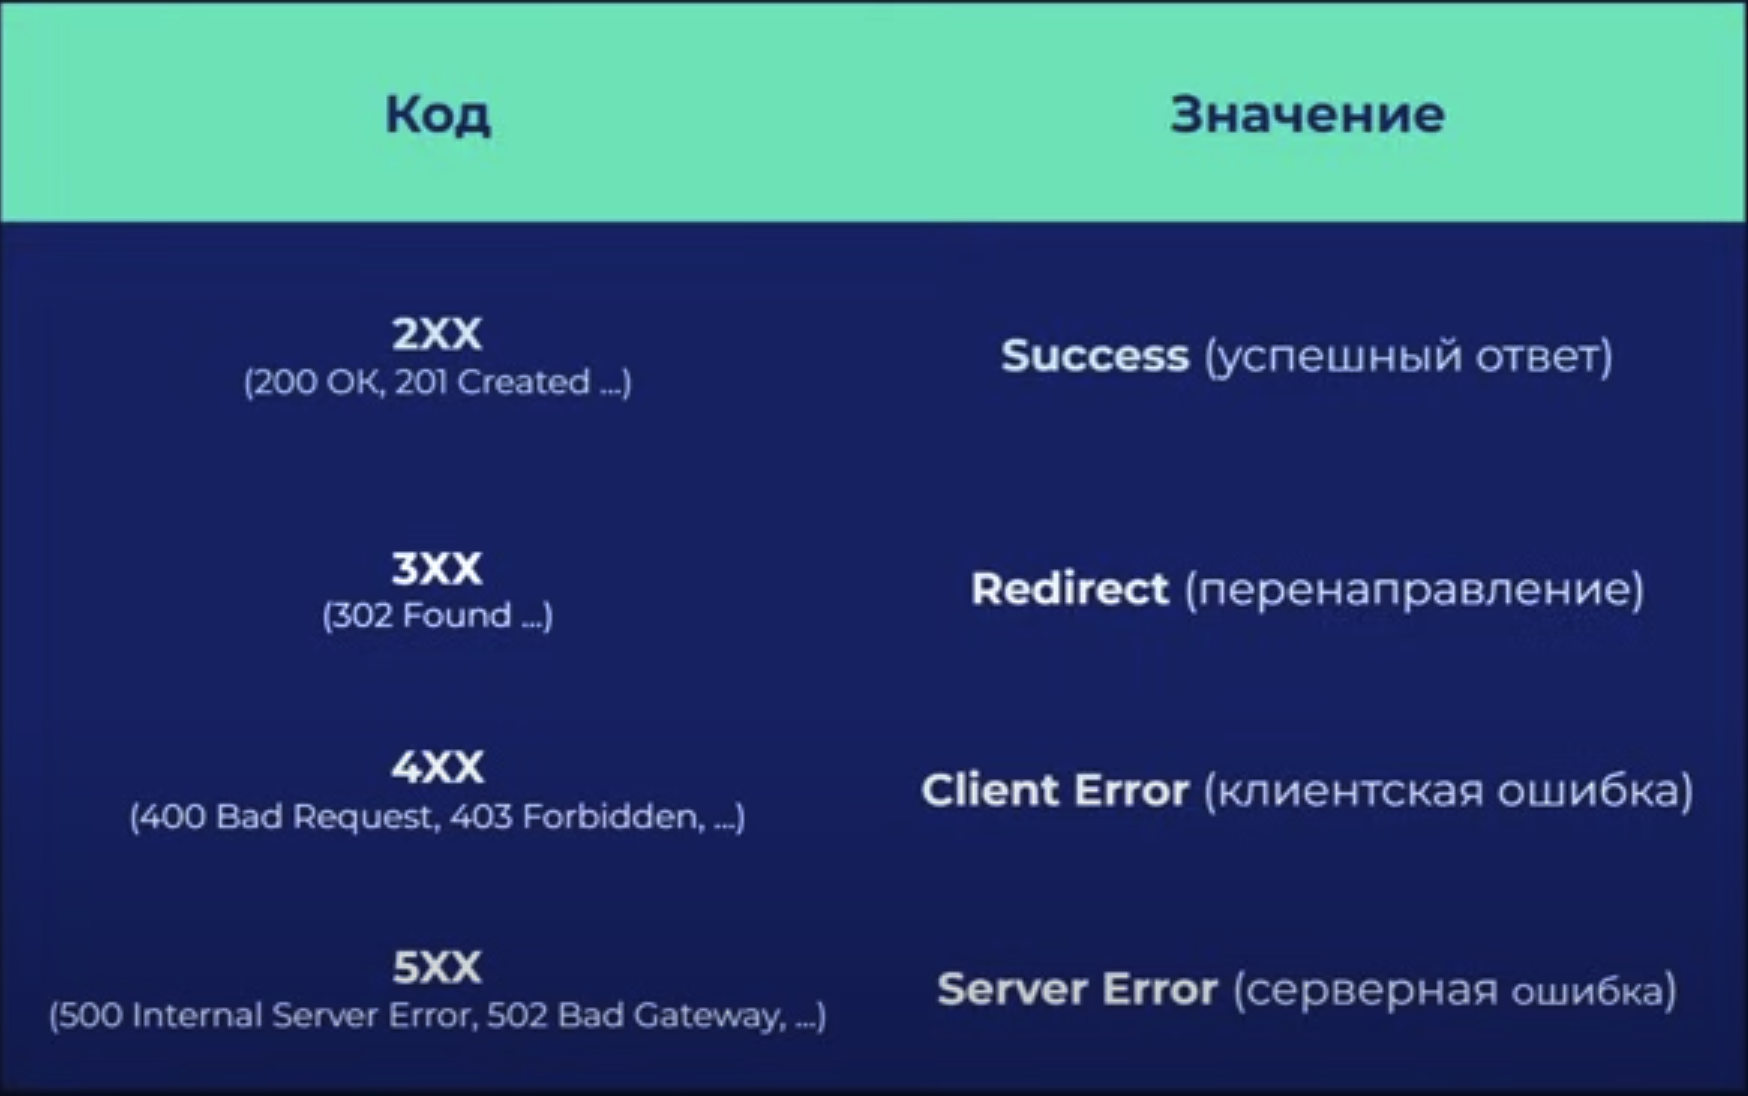 Код
Значение
2XX
(200 OK, 201 Created ...)
Success (успешный ответ)
3XX
(302 Found ...)
Redirect (перенаправление)
4XX
(400 Bad Request, 403 Forbidden, ...)
Client Error (клиентская ошибка)
5XX
(500 Internal Server Error, 502 Bad Gateway, ...)
Server Error (серверная ошибка)